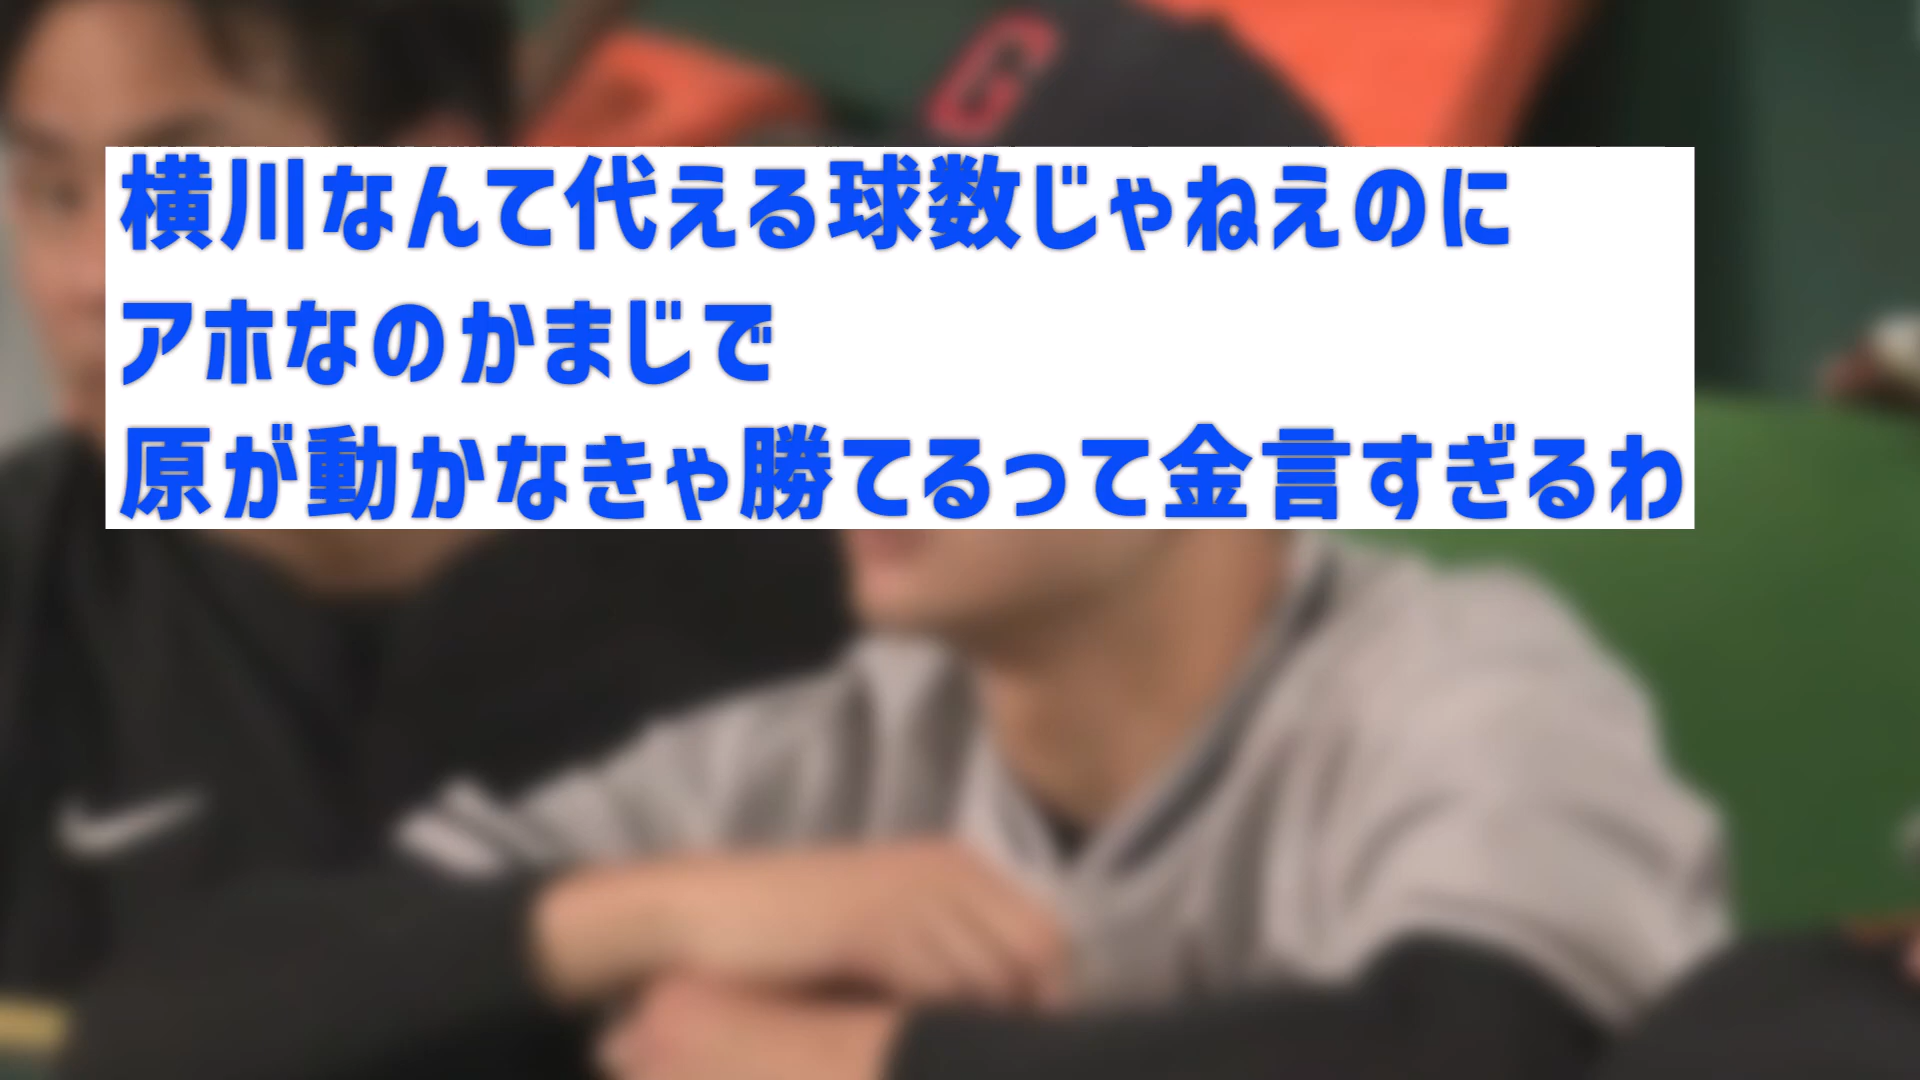 横川なんて代える球数じゃねえのに
アホなのかまじで
原が動かなきゃ勝てるって金言すぎるわ
G